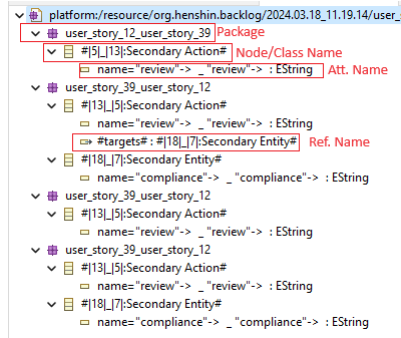 platform:/resource/org.henshin.backlog/2024.03.18_11.19.14/user_
user_story_12_user_story_39 Package
#|5|_|13|:Secondary Action# Node/Class Name
name="review"-> _ "review"-> : EString Att. Name
user_story_39_user_story_12
#|13|_|5|:Secondary Action#
name="review"-> _ "review"-> : EString
#targets# : #|18|_|7|:Secondary Entity# Ref. Name
#|18|_|7|:Secondary Entity#
name="compliance"-> _ "compliance"-> : EString
user_story_39_user_story_12
#|13|_|5|:Secondary Action#
name="review"-> _ "review"-> : EString
user_story_39_user_story_12
#|13|_|5|:Secondary Action#
name="review"-> _ "review"-> : EString
#|18|_|7|:Secondary Entity#
name="compliance"-> _ "compliance"-> : EString